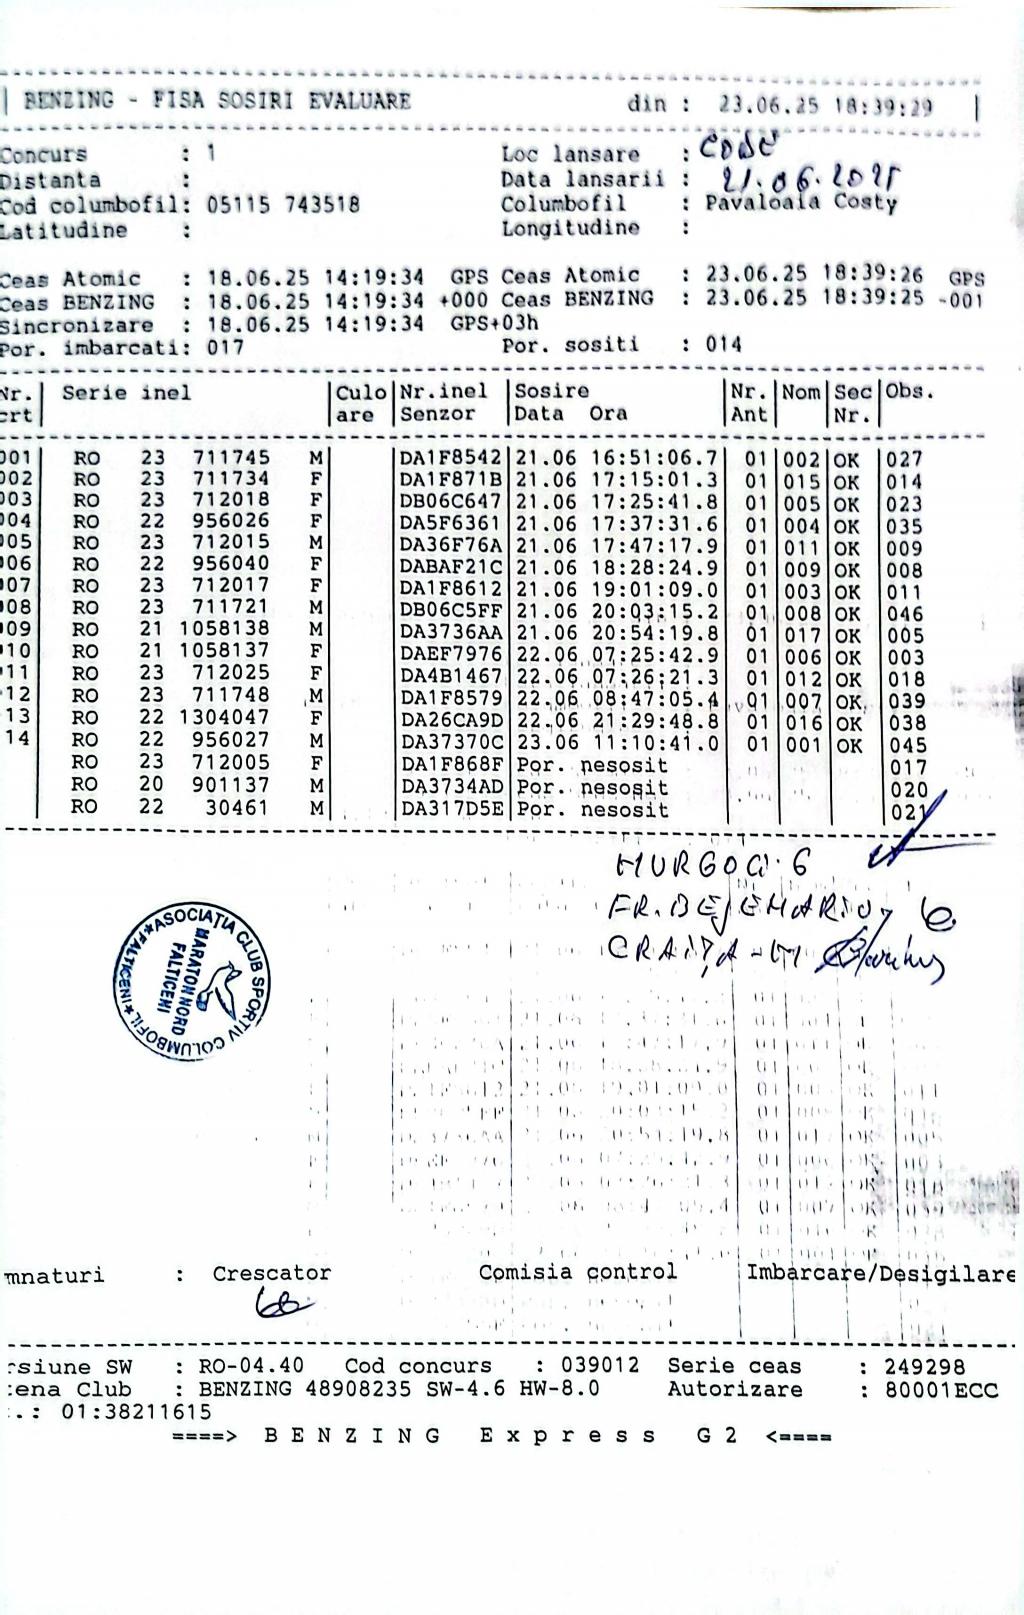 | BENZING - FISA SOSIRI EVALUARE din : 23.06.25 18:39:29 |
Concurs : 1 Loc lansare :
Distanta : Data lansarii : 21.06.2025
Cod columbofil: 05115 743518 Columbofil : Pavaloaia Costy
Latitudine : Longitudine :
Ceas Atomic : 18.06.25 14:19:34 GPS Ceas Atomic : 23.06.25 18:39:26 GPS
Ceas BENZING : 18.06.25 14:19:34 +000 Ceas BENZING : 23.06.25 18:39:25 -001
Sincronizare : 18.06.25 14:19:34 GPS+03h
Por. imbarcati: 017 Por. sositi : 014
Nr. | Serie inel | Culo | Nr.inel | Sosire | Nr. | Nom | Sec | Obs.
crt | | are | Senzor | Data Ora | Ant | | Nr. |
001 | RO 23 711745 M | | DA1F8542 | 21.06 16:51:06.7 | 01 | 002 | OK | 027
002 | RO 23 711734 F | | DA1F871B | 21.06 17:15:01.3 | 01 | 015 | OK | 014
003 | RO 23 712018 F | | DB06C647 | 21.06 17:25:41.8 | 01 | 005 | OK | 023
004 | RO 22 956026 F | | DA5F6361 | 21.06 17:37:31.6 | 01 | 004 | OK | 035
005 | RO 23 712015 M | | DA36F76A | 21.06 17:47:17.9 | 01 | 011 | OK | 009
006 | RO 22 956040 F | | DABAF21C | 21.06 18:28:24.9 | 01 | 009 | OK | 008
007 | RO 23 712017 F | | DA1F8612 | 21.06 19:01:09.0 | 01 | 003 | OK | 011
008 | RO 23 711721 M | | DB06C5FF | 21.06 20:03:15.2 | 01 | 008 | OK | 046
009 | RO 21 1058138 M | | DA3736AA | 21.06 20:54:19.8 | 01 | 017 | OK | 005
10 | RO 21 1058137 F | | DAEF7976 | 22.06 07:25:42.9 | 01 | 006 | OK | 003
11 | RO 23 712025 F | | DA4B1467 | 22.06 07:26:21.3 | 01 | 012 | OK | 018
12 | RO 23 711748 M | | DA1F8579 | 22.06 08:47:05.4 | 01 | 007 | OK | 039
13 | RO 22 1304047 F | | DA26CA9D | 22.06 21:29:48.8 | 01 | 016 | OK | 038
14 | RO 22 956027 M | | DA37370C | 23.06 11:10:41.0 | 01 | 001 | OK | 045
| RO 23 712005 F | | DA1F868F | Por. nesosit | | | | 017
| RO 20 901137 M | | DA3734AD | Por. nesosit | | | | 020
| RO 22 30461 M | | DA317D5E | Por. nesosit | | | | 021
MURGOCI G
ASOCIAȚIA CLUB SPORTIV COLUMBOFIL *FALTICENI*
MARATON NORD
FALTICENI
mnaturi : Crescator Comisia control Imbarcare/Desigilare
rsiune SW : RO-04.40 Cod concurs : 039012 Serie ceas : 249298
ena Club : BENZING 48908235 SW-4.6 HW-8.0 Autorizare : 80001ECC
.: 01:38211615
====> B E N Z I N G E x p r e s s G 2 <====